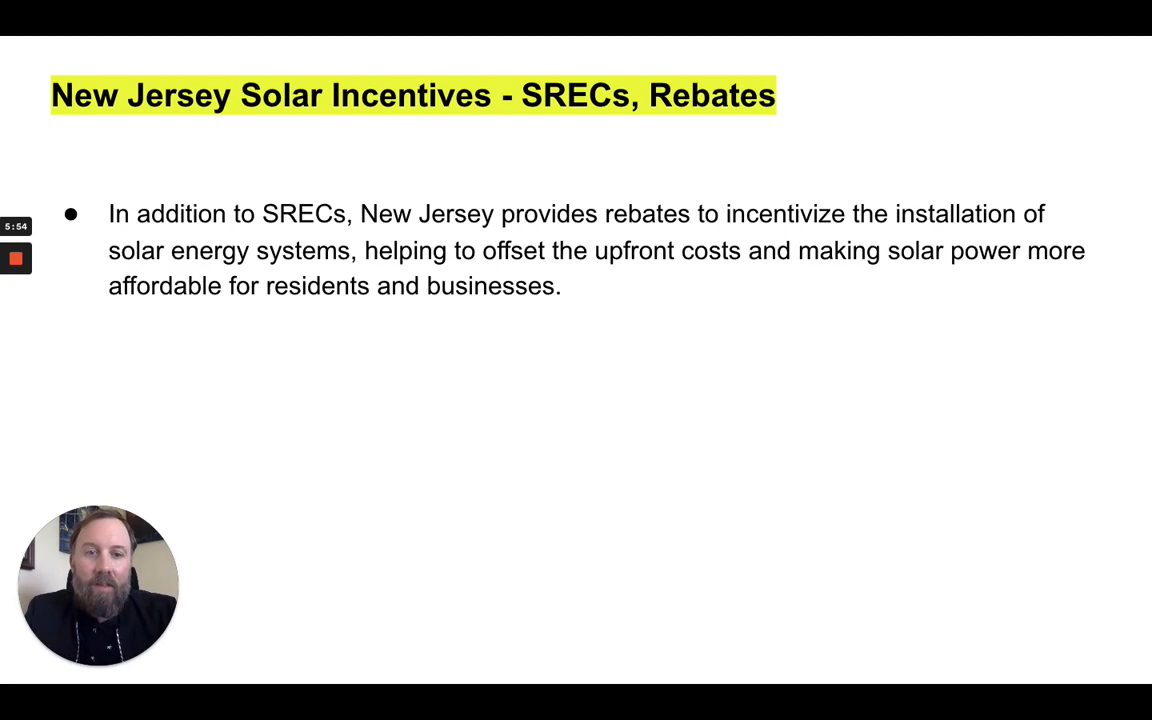 New Jersey Solar Incentives - SRECs, Rebates
● In addition to SRECs, New Jersey provides rebates to incentivize the installation of
solar energy systems, helping to offset the upfront costs and making solar power more
affordable for residents and businesses.
5:54